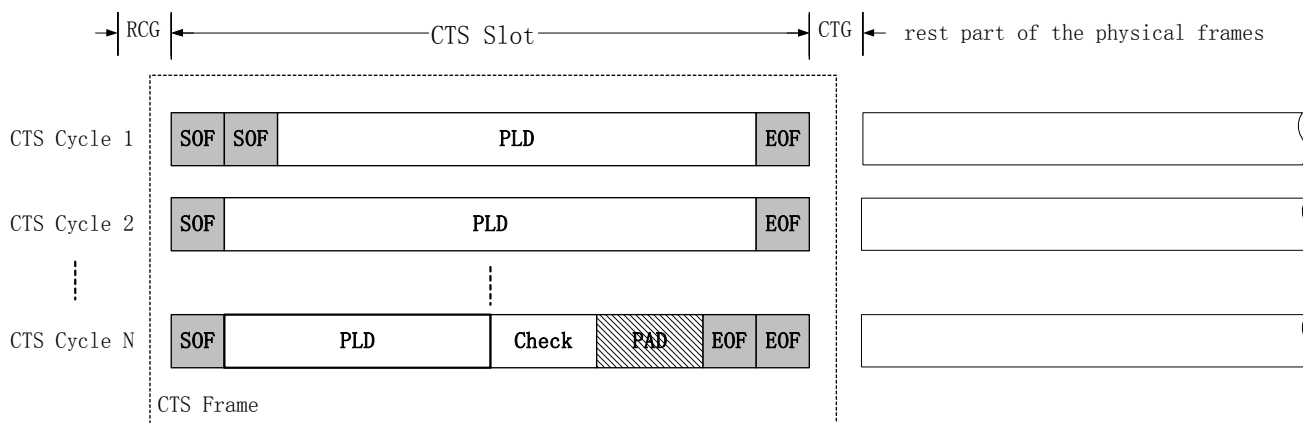 RCG CTS Slot CTG rest part of the physical frames
CTS Cycle 1 SOF SOF PLD EOF
CTS Cycle 2 SOF PLD EOF
CTS Cycle N SOF PLD Check PAD EOF EOF
CTS Frame